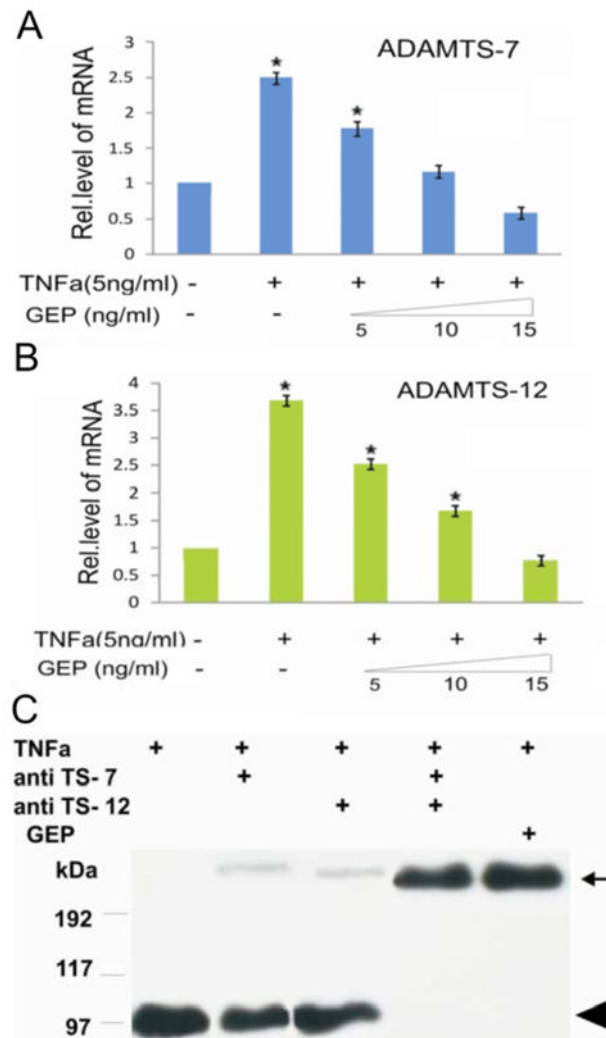 A
ADAMTS-7
Rel.level of mRNA
2.5
2
1.5
1
0.5
0
* *
TNFa(5ng/ml) - + + + +
GEP (ng/ml) - - 5 10 15
B
ADAMTS-12
Rel.level of mRNA
4
3.5
3
2.5
2
1.5
1
0.5
0
* * *
TNFa(5ng/ml) - + + + +
GEP (ng/ml) - - 5 10 15
C
TNFa + + + + +
anti TS- 7 + +
anti TS- 12 + +
GEP +
kDa
192
117
97